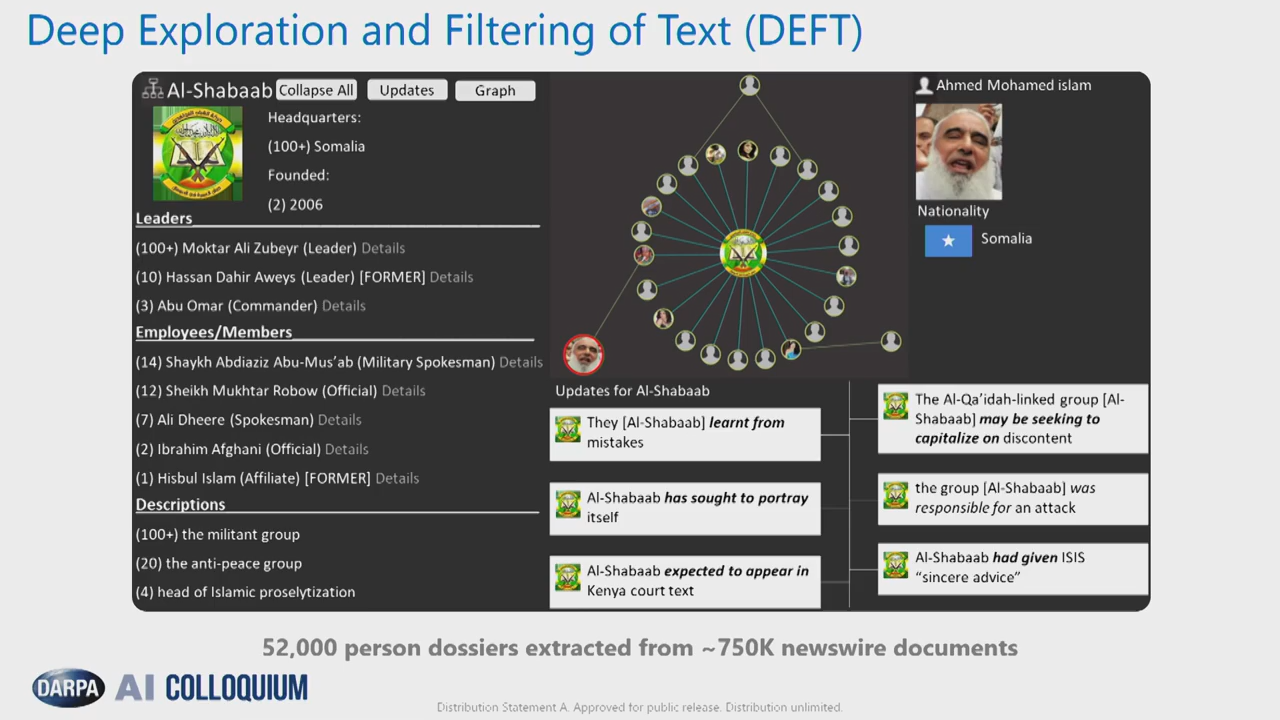 Deep Exploration and Filtering of Text (DEFT)
Al-Shabaab
Collapse All
Updates
Graph
Headquarters:
(100+) Somalia
Founded:
(2) 2006
Leaders
(100+) Moktar Ali Zubeyr (Leader) Details
(10) Hassan Dahir Aweys (Leader) [FORMER] Details
(3) Abu Omar (Commander) Details
Employees/Members
(14) Shaykh Abdiaziz Abu-Mus’ab (Military Spokesman) Details
(12) Sheikh Mukhtar Robow (Official) Details
(7) Ali Dheere (Spokesman) Details
(2) Ibrahim Afghani (Official) Details
(1) Hisbul Islam (Affiliate) [FORMER] Details
Descriptions
(100+) the militant group
(20) the anti-peace group
(4) head of Islamic proselytization
Ahmed Mohamed islam
Nationality
Somalia
Updates for Al-Shabaab
They [Al-Shabaab] learnt from
mistakes
Al-Shabaab has sought to portray
itself
Al-Shabaab expected to appear in
Kenya court text
The Al-Qa’idah-linked group [Al-
Shabaab] may be seeking to
capitalize on discontent
the group [Al-Shabaab] was
responsible for an attack
Al-Shabaab had given ISIS
“sincere advice”
52,000 person dossiers extracted from ~750K newswire documents
DARPA AI COLLOQUIUM
Distribution Statement A. Approved for public release. Distribution unlimited.